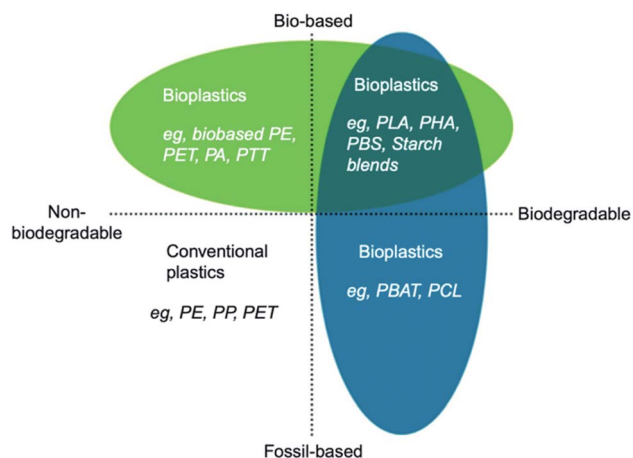 Bio-based
Bioplastics
eg, biobased PE,
PET, PA, PTT
Bioplastics
eg, PLA, PHA,
PBS, Starch
blends
Non-
biodegradable
Biodegradable
Conventional
plastics
eg, PE, PP, PET
Bioplastics
eg, PBAT, PCL
Fossil-based